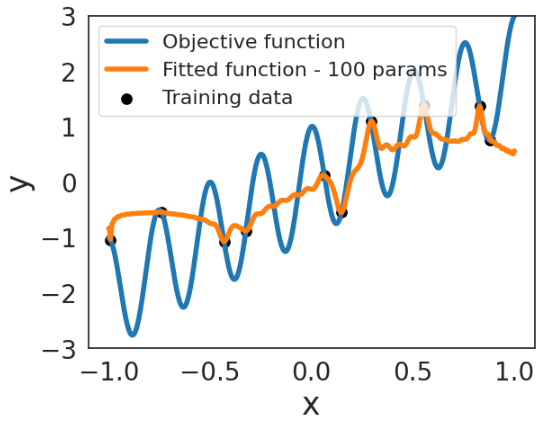 3
2
1
0
−1
−2
−3
y
Objective function
Fitted function - 100 params
Training data
−1.0 −0.5 0.0 0.5 1.0
x